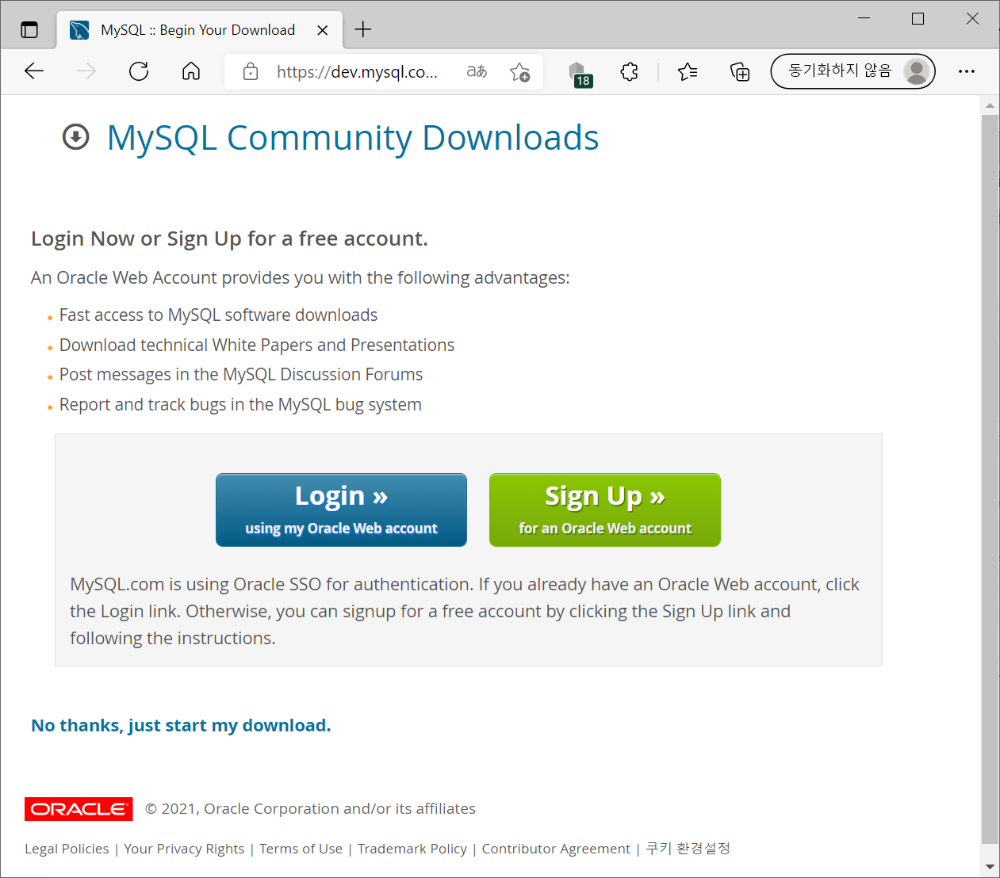 MySQL :: Begin Your Download
https://dev.mysql.co...
aあ
18
동기화하지 않음
MySQL Community Downloads
Login Now or Sign Up for a free account.
An Oracle Web Account provides you with the following advantages:
Fast access to MySQL software downloads
Download technical White Papers and Presentations
Post messages in the MySQL Discussion Forums
Report and track bugs in the MySQL bug system
Login »
using my Oracle Web account
Sign Up »
for an Oracle Web account
MySQL.com is using Oracle SSO for authentication. If you already have an Oracle Web account, click
the Login link. Otherwise, you can signup for a free account by clicking the Sign Up link and
following the instructions.
No thanks, just start my download.
ORACLE © 2021, Oracle Corporation and/or its affiliates
Legal Policies | Your Privacy Rights | Terms of Use | Trademark Policy | Contributor Agreement | 쿠키 환경설정